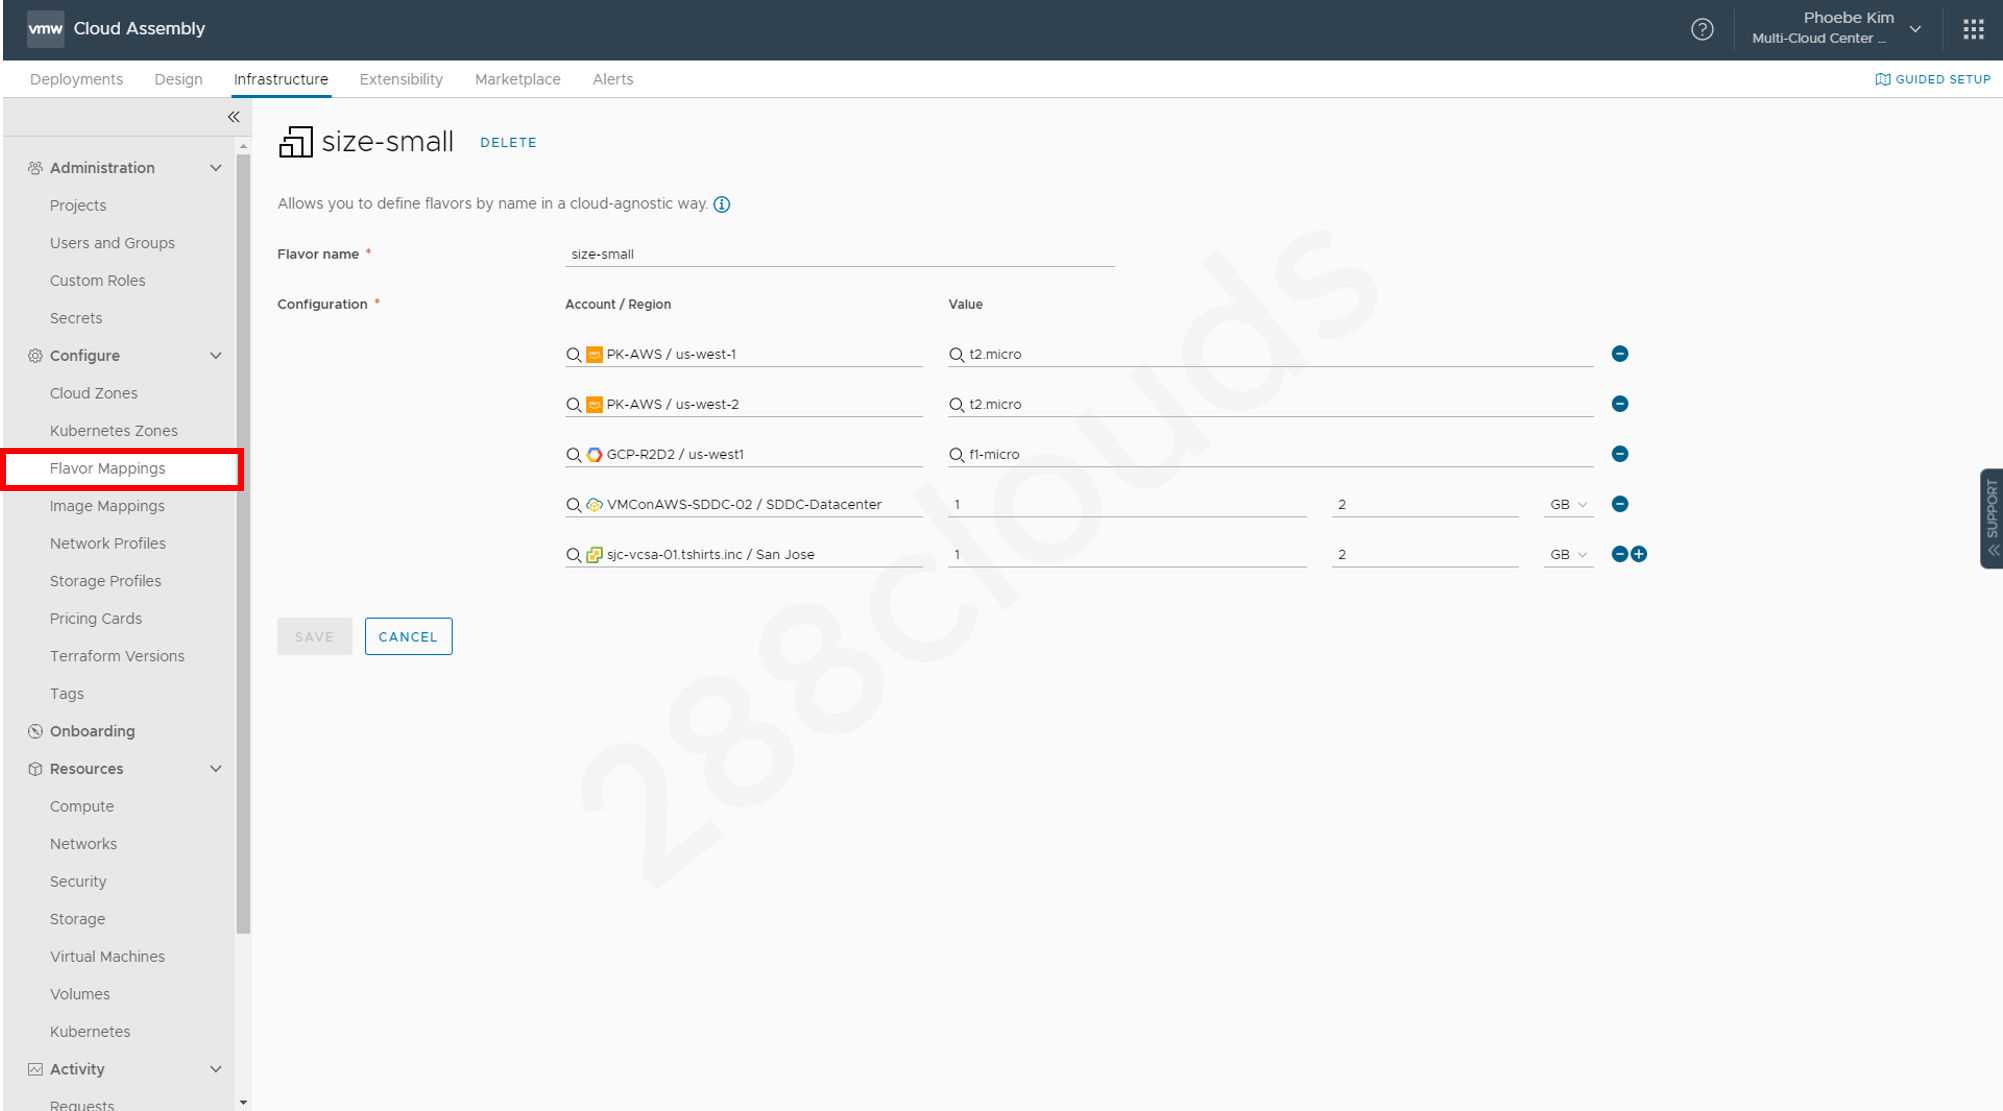 vmw Cloud Assembly
Phoebe Kim
Multi-Cloud Center ...
Deployments Design Infrastructure Extensibility Marketplace Alerts
GUIDED SETUP
size-small DELETE
Allows you to define flavors by name in a cloud-agnostic way.
Flavor name * size-small
Configuration * Account / Region Value
PK-AWS / us-west-1 t2.micro
PK-AWS / us-west-2 t2.micro
GCP-R2D2 / us-west1 f1-micro
VMConAWS-SDDC-02 / SDDC-Datacenter 1 2 GB
sjc-vcsa-01.tshirts.inc / San Jose 1 2 GB
SAVE CANCEL
Administration
Projects
Users and Groups
Custom Roles
Secrets
Configure
Cloud Zones
Kubernetes Zones
Flavor Mappings
Image Mappings
Network Profiles
Storage Profiles
Pricing Cards
Terraform Versions
Tags
Onboarding
Resources
Compute
Networks
Security
Storage
Virtual Machines
Volumes
Kubernetes
Activity
Requests
SUPPORT
288clouds